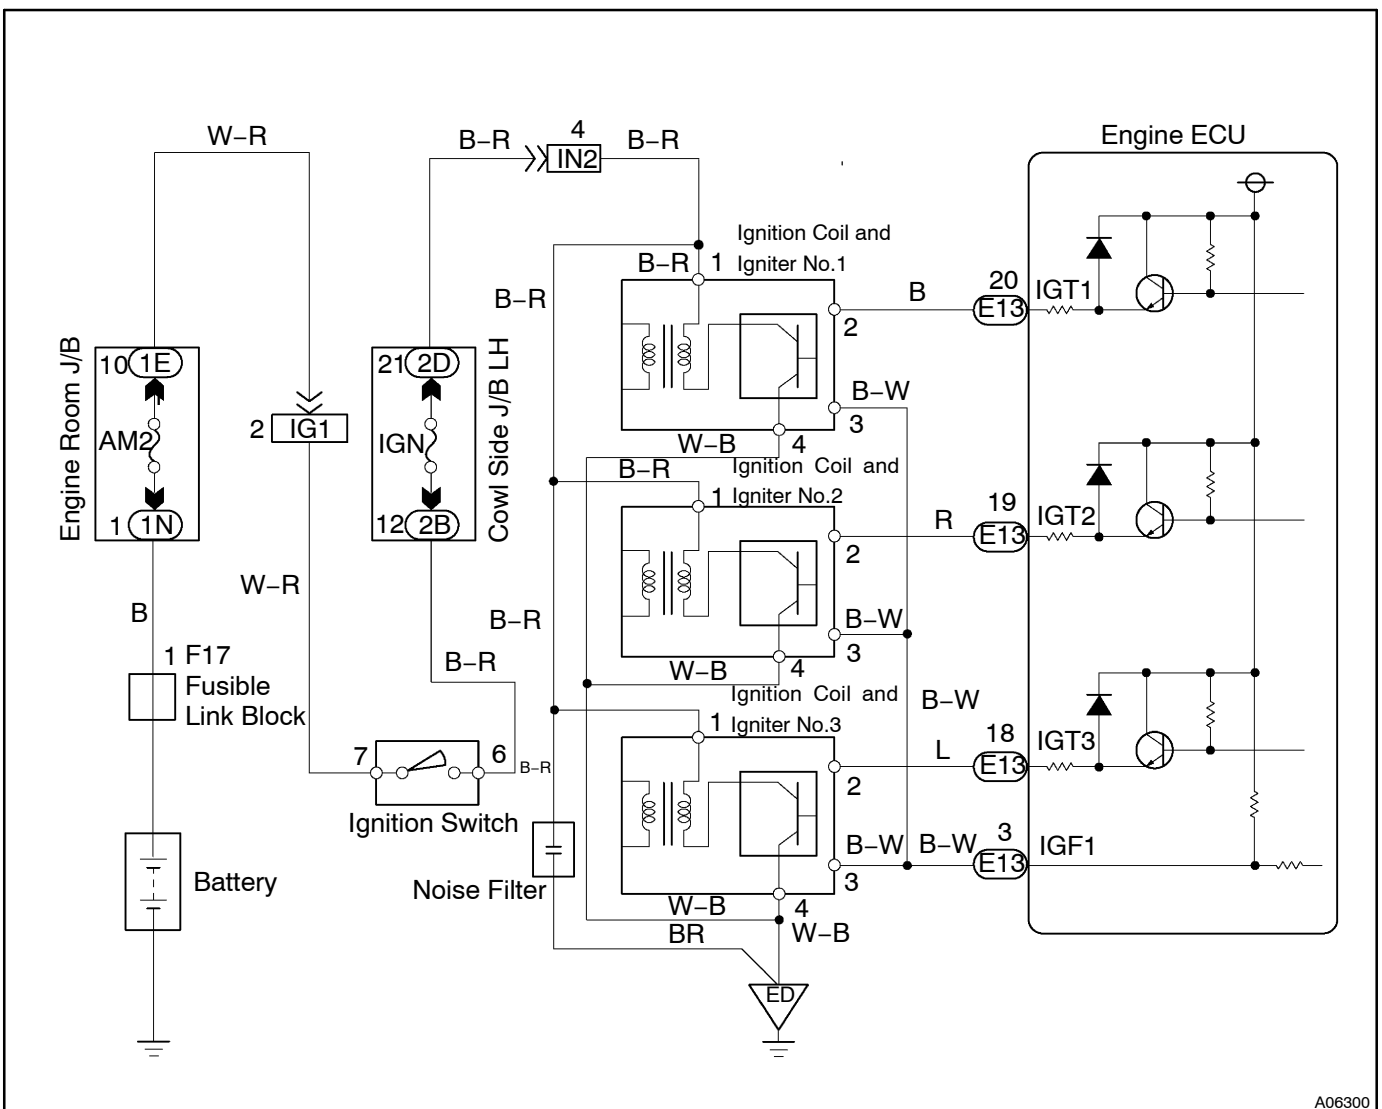 W–R
B–R
4
IN2
B–R
Engine ECU
Ignition Coil and
Igniter No.1
B–R
1
B–R
B
20
E13
IGT1
2
B–W
3
W–B
4
Engine Room J/B
10
1E
AM2
1
1N
2
IG1
21
2D
IGN
12
2B
Cowl Side J/B LH
B–R
Ignition Coil and
1
Igniter No.2
R
19
E13
IGT2
2
B–W
3
W–B
4
W–R
B
B–R
B–R
1
F17
Fusible
Link Block
Ignition Coil and
1
Igniter No.3
B–W
L
18
E13
IGT3
2
7
6
B–R
Ignition Switch
B–W
3
B–W
3
E13
IGF1
Noise Filter
Battery
W–B
4
W–B
BR
ED
A06300